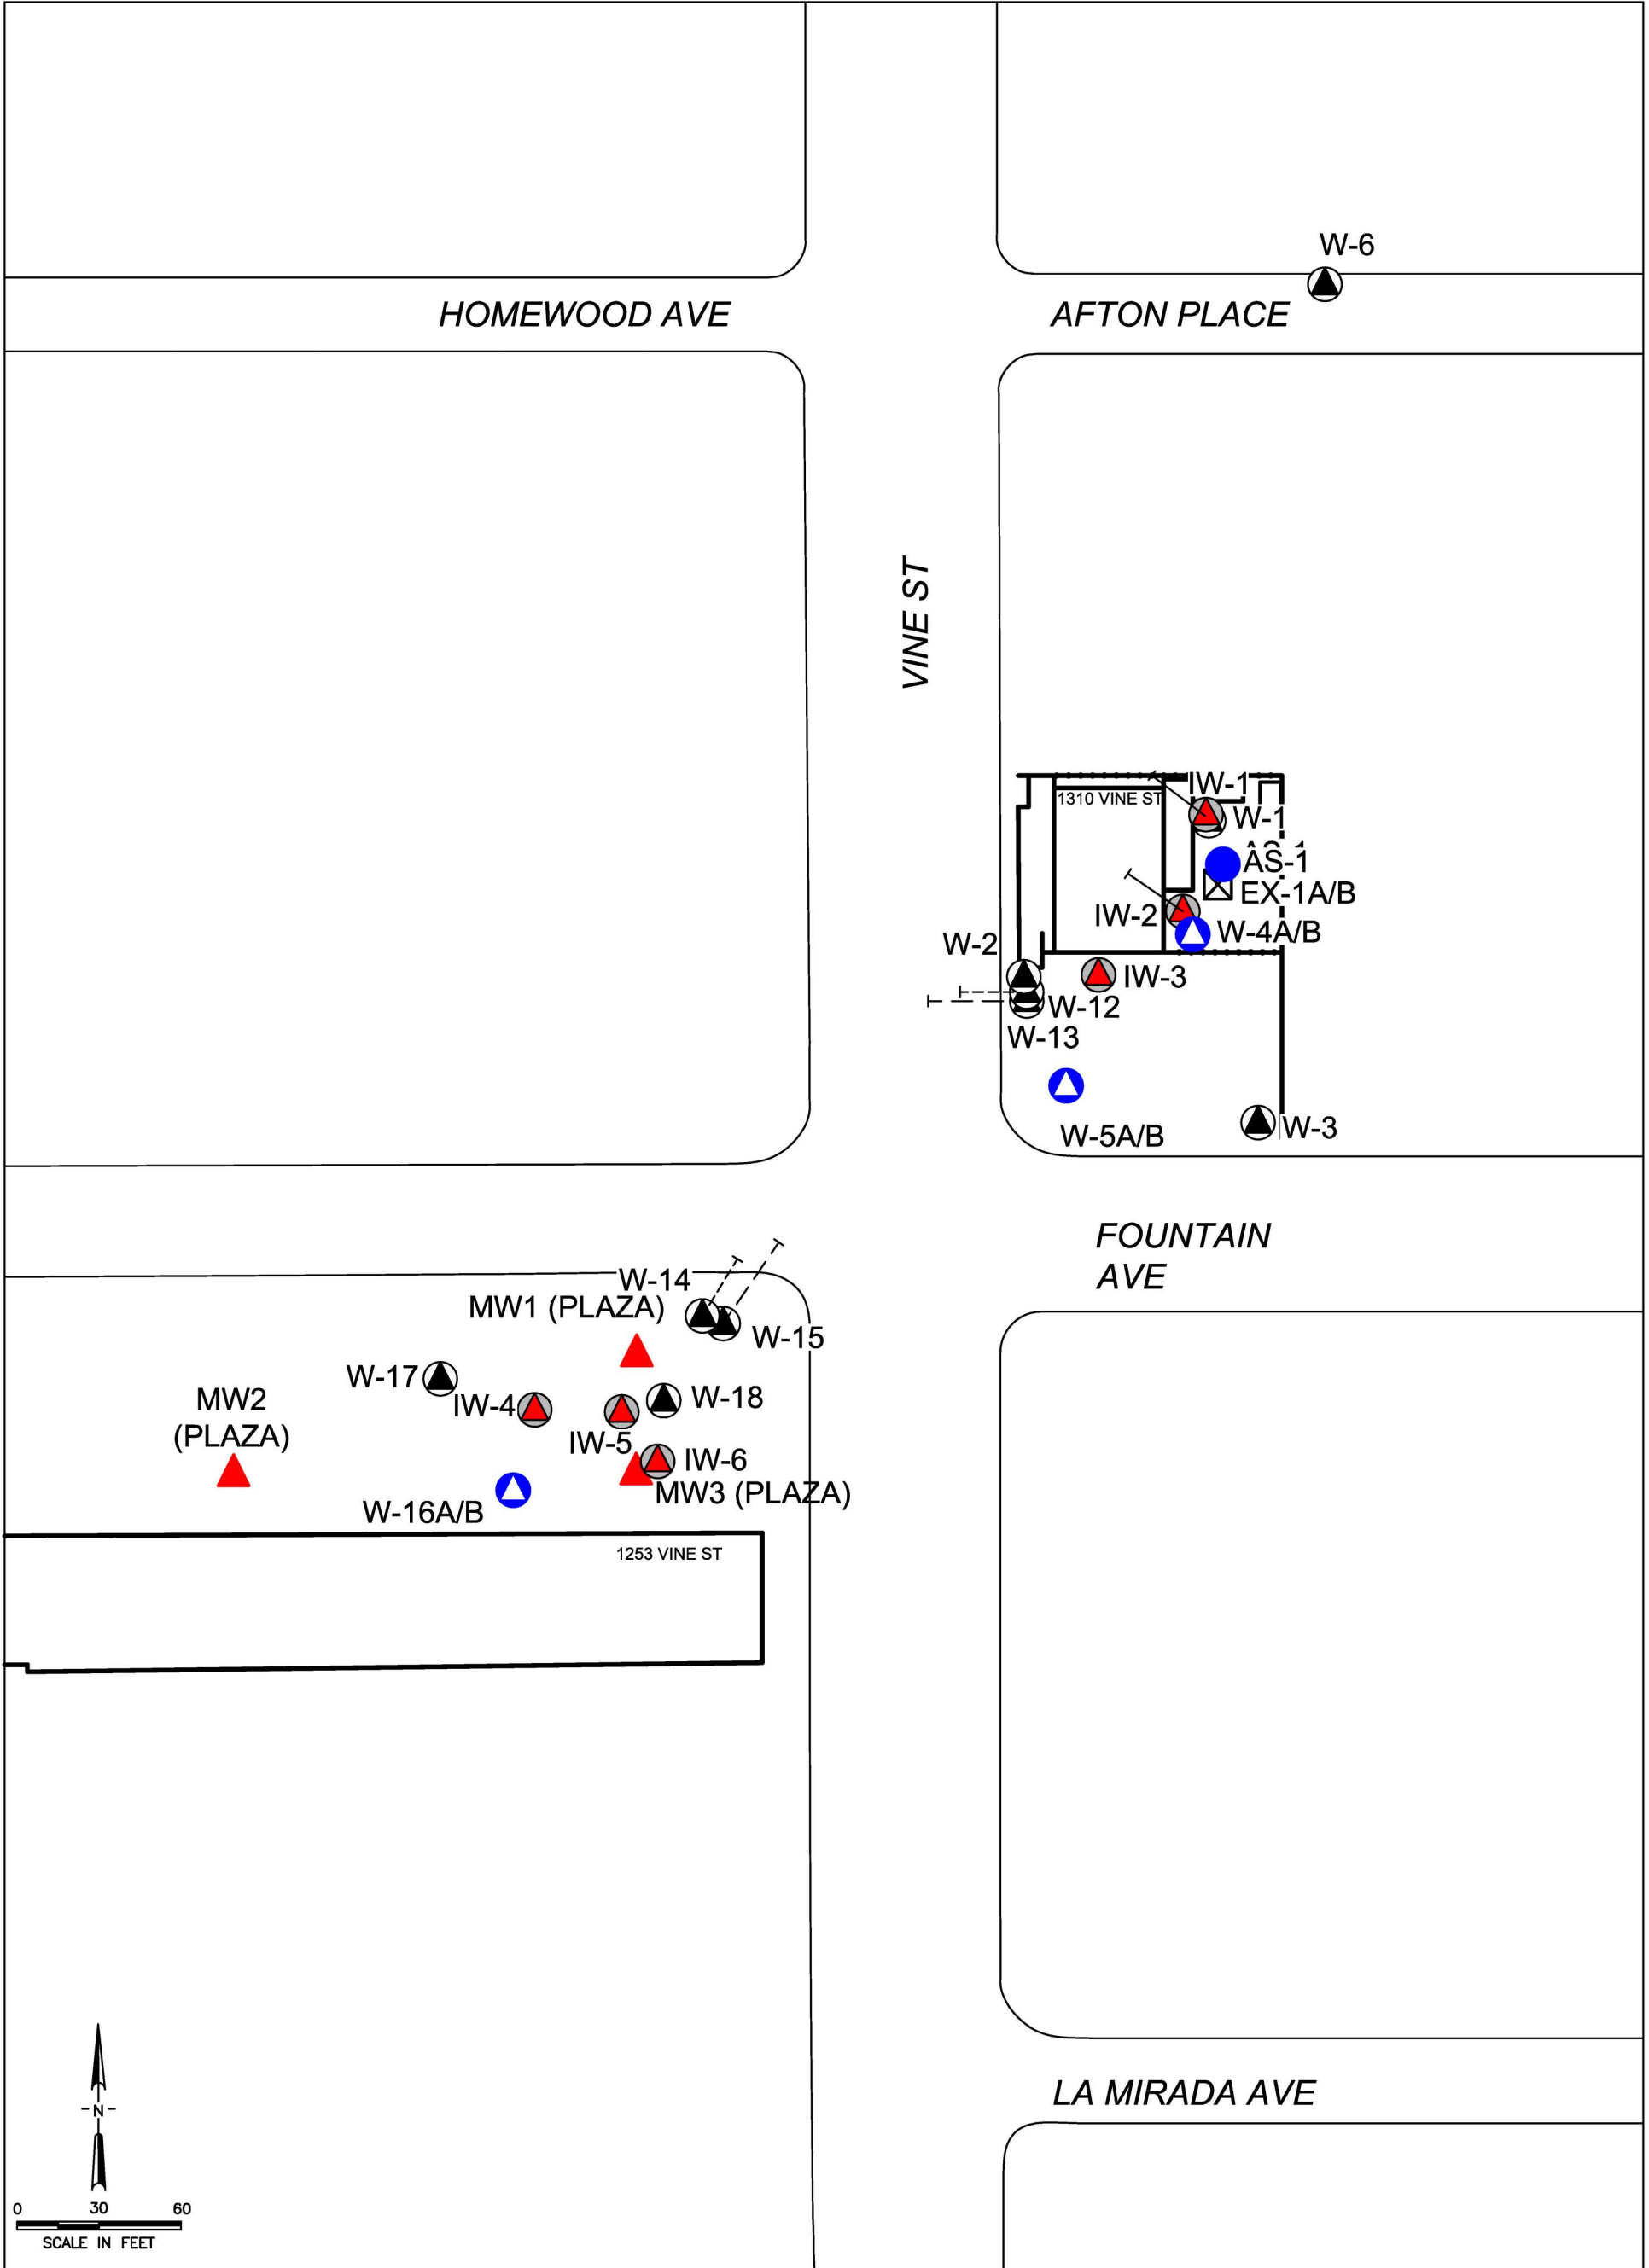 W-6
HOMEWOOD AVE
AFTON PLACE
VINE ST
IW-1
1310 VINE ST
W-1
AS-1
AS-1
EX-1A/B
IW-2
W-4A/B
W-2
IW-3
W-12
W-13
W-5A/B
W-3
FOUNTAIN
AVE
W-14
MW1 (PLAZA)
W-15
W-17
MW2
(PLAZA)
IW-4
W-18
IW-5
IW-6
MW3 (PLAZA)
W-16A/B
1253 VINE ST
LA MIRADA AVE
-N-
0 30 60
SCALE IN FEET